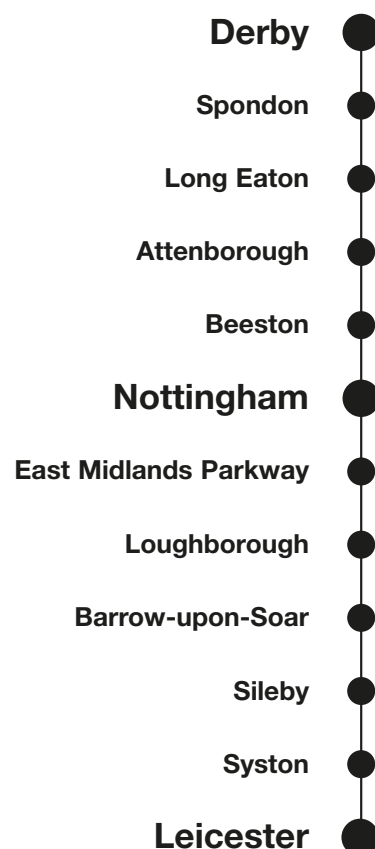 Derby
Spondon
Long Eaton
Attenborough
Beeston
Nottingham
East Midlands Parkway
Loughborough
Barrow-upon-Soar
Sileby
Syston
Leicester